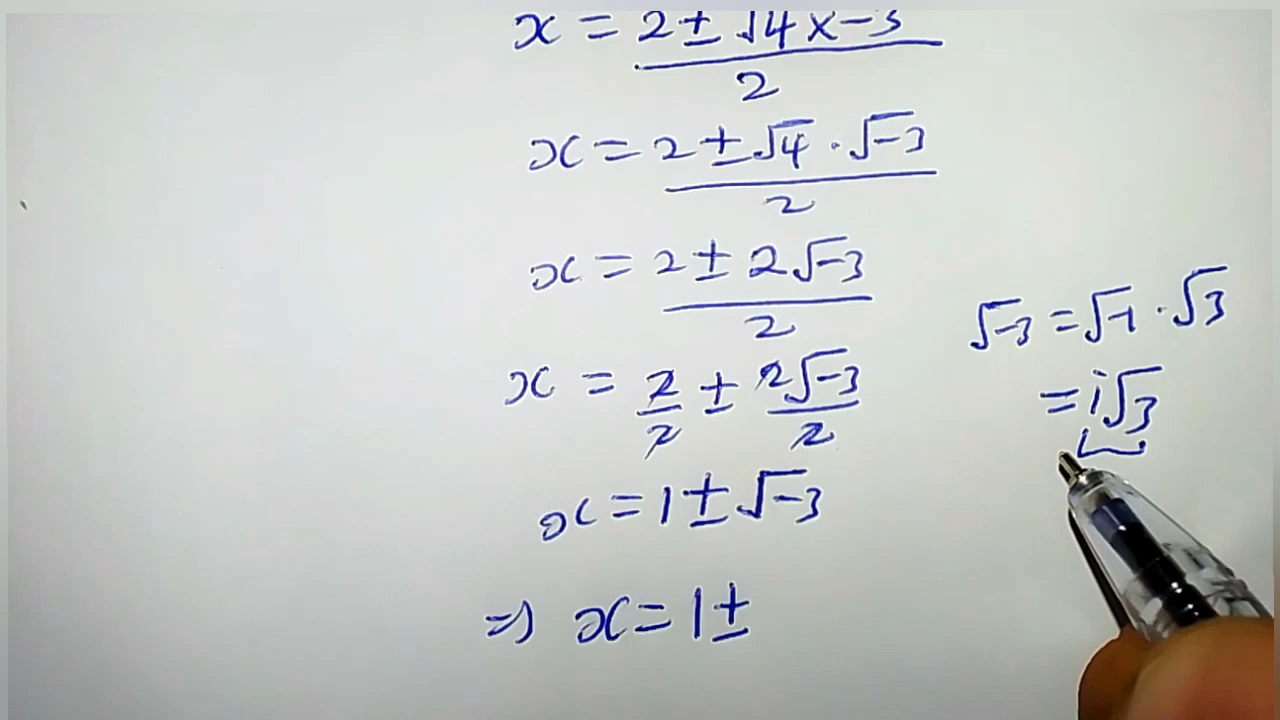 x = (2 ± √4 × -3)/2
x = (2 ± √4 · √-3)/2
x = (2 ± 2√-3)/2
x = 2/2 ± 2√-3/2
x = 1 ± √-3
⇒ x = 1 ±
√-3 = √-1 · √3
= i√3